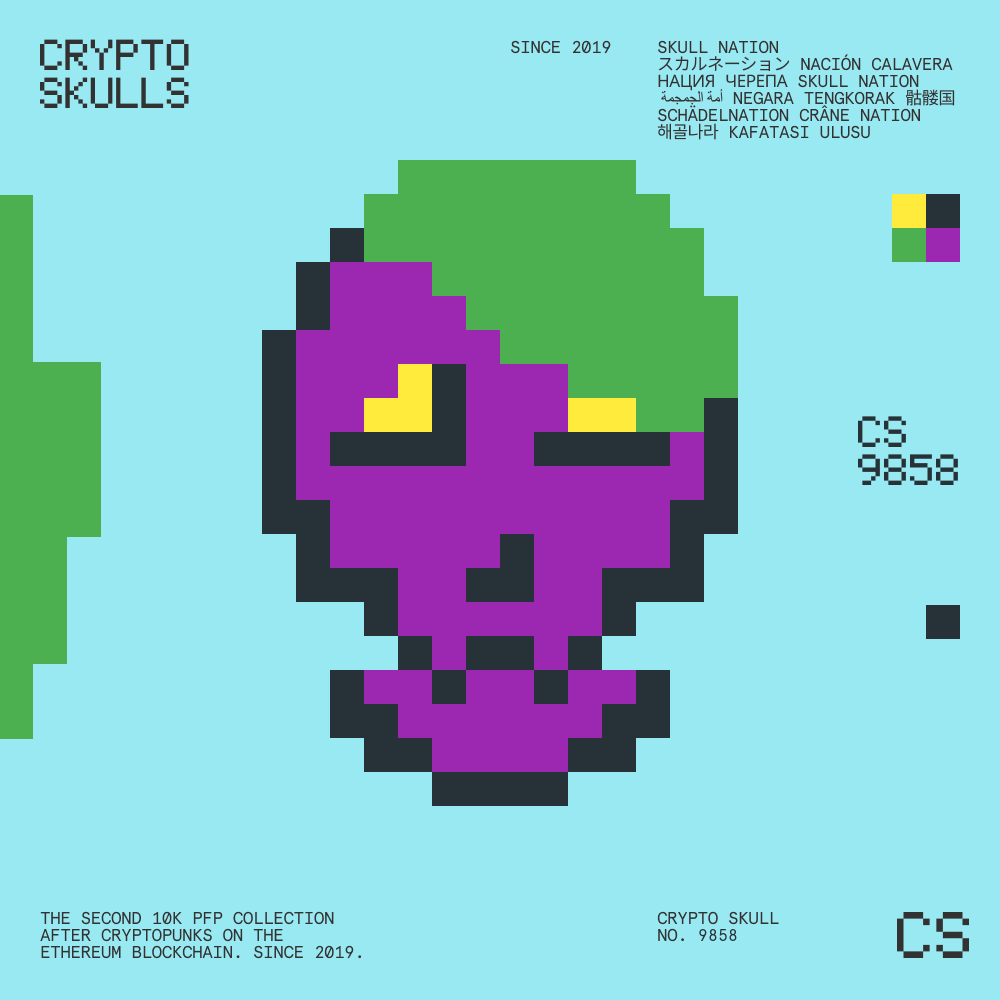 CRYPTO
SKULLS
SINCE 2019
SKULL NATION
スカルネーション NACIÓN CALAVERA
НАЦИЯ ЧЕРЕПА SKULL NATION
أمة الجمجمة NEGARA TENGKORAK 骷髅国
SCHÄDELNATION CRÂNE NATION
해골나라 KAFATASI ULUSU
CS
9858
THE SECOND 10K PFP COLLECTION
AFTER CRYPTOPUNKS ON THE
ETHEREUM BLOCKCHAIN. SINCE 2019.
CRYPTO SKULL
NO. 9858
CS